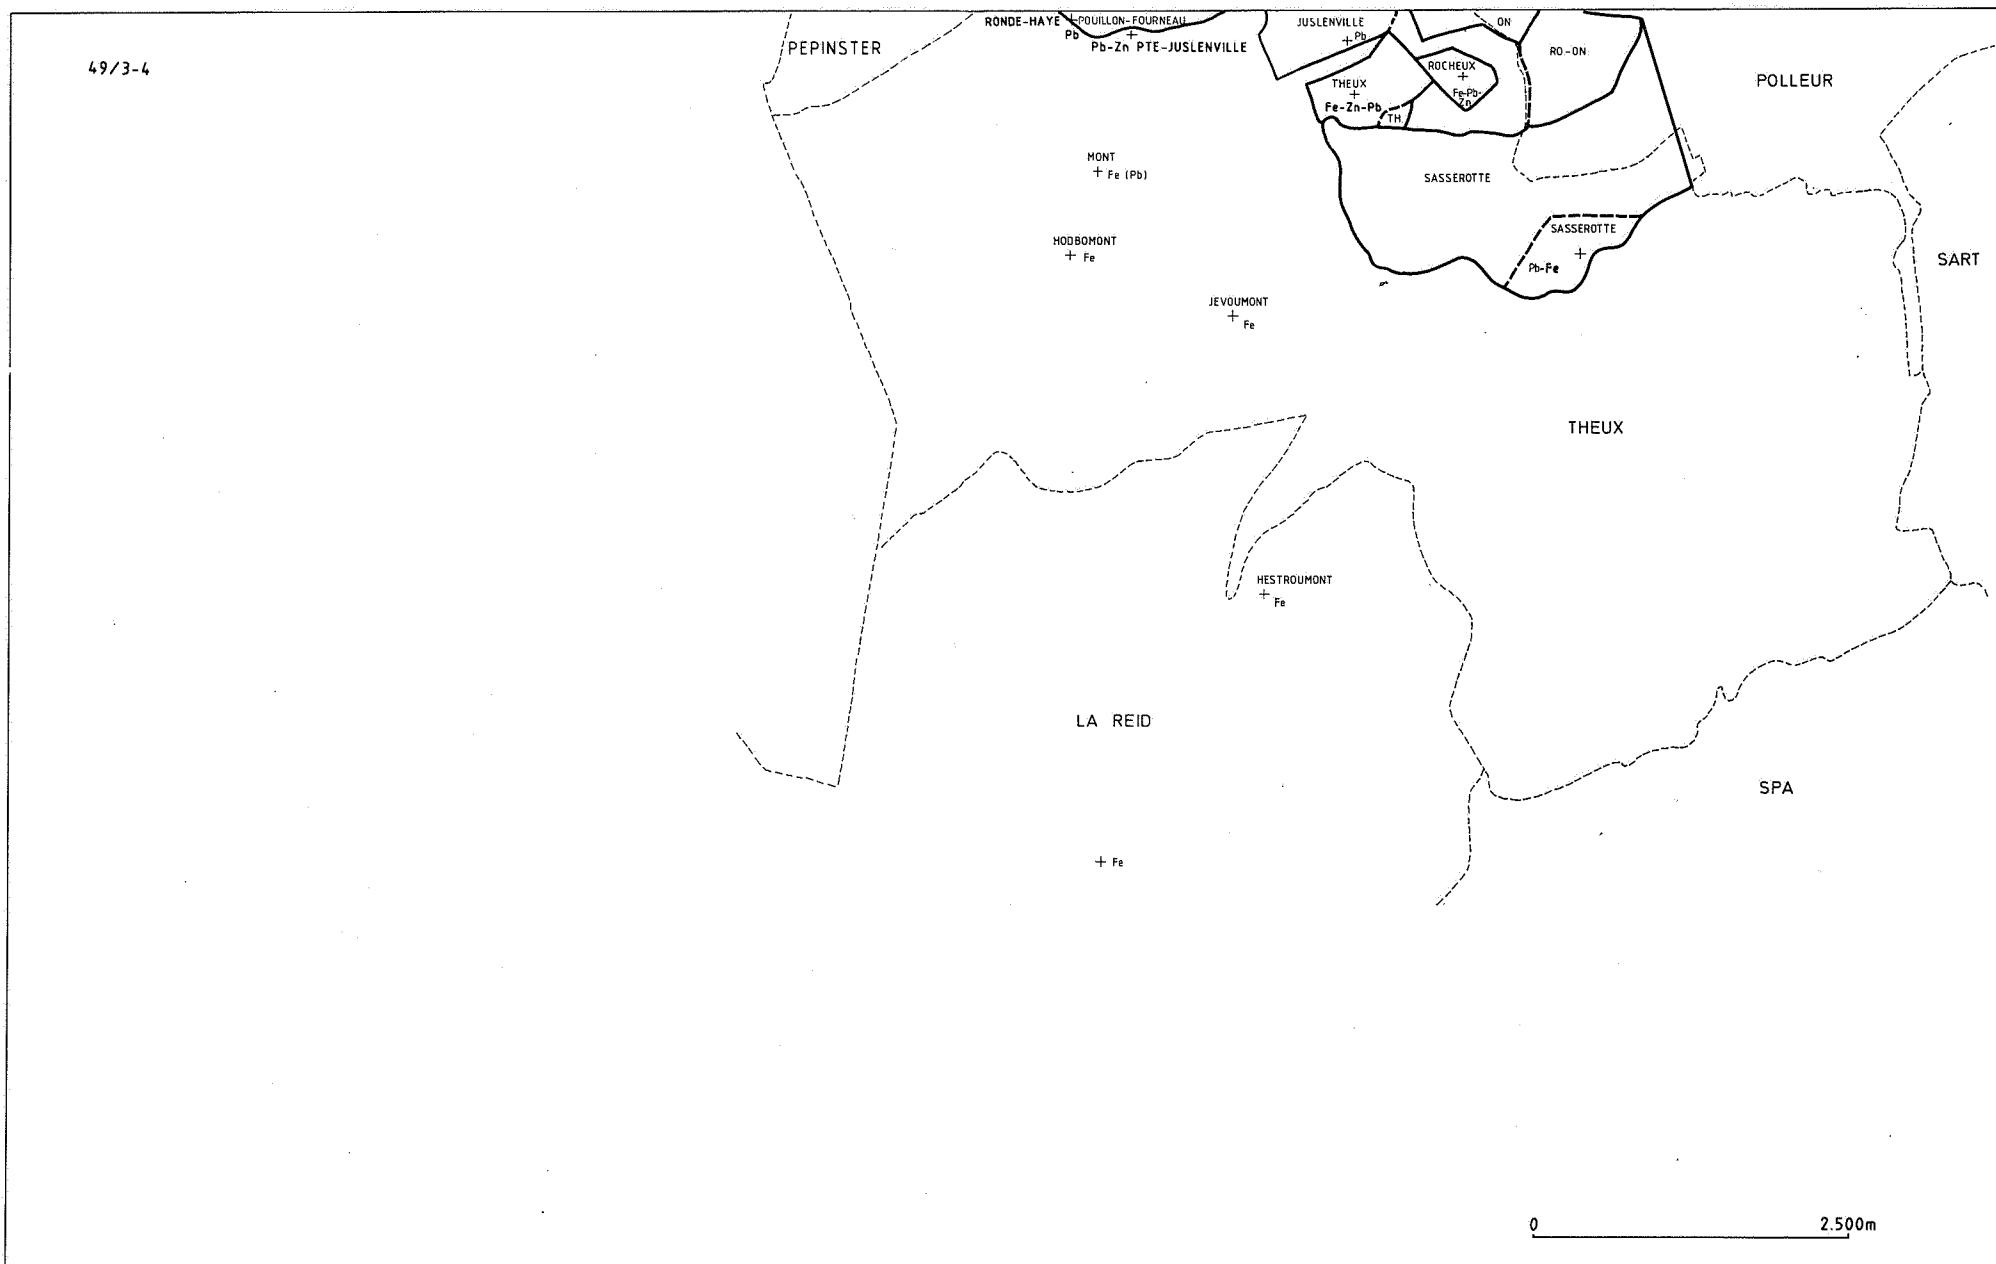 RONDE-HAYE
POUILLON-FOURNEAU
JUSLENVILLE
ON
Pb
Pb
Pb-Zn PTE-JUSLENVILLE
PEPINSTER
RO-ON
49/3-4
ROCHEUX
POLLEUR
THEUX
Fe-Pb-
Zn
Fe-Zn-Pb
TH.
MONT
Fe (Pb)
SASSEROTTE
SASSEROTTE
HODBOMONT
Fe
SART
Pb-Fe
JEVOUMONT
Fe
THEUX
HESTROUMONT
Fe
LA REID
SPA
Fe
0 2.500m